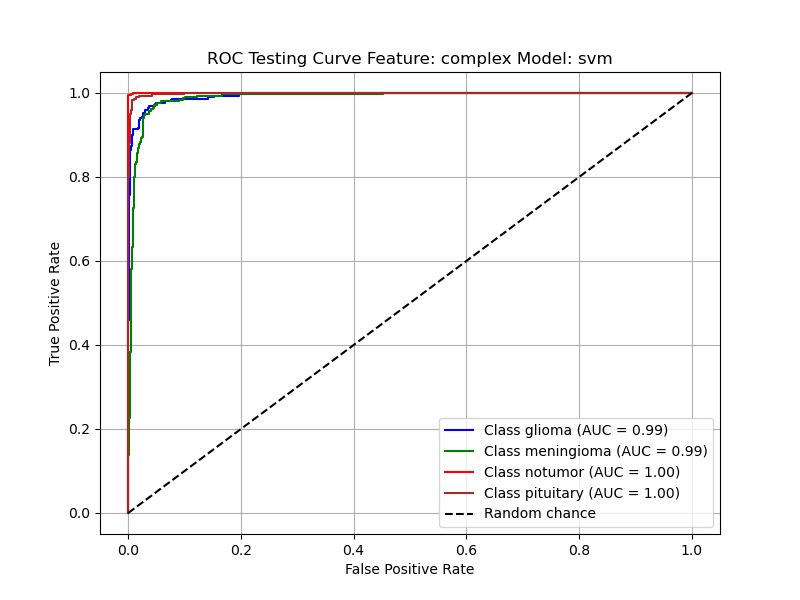 ROC Testing Curve Feature: complex Model: svm
True Positive Rate
1.0
0.8
0.6
0.4
0.2
0.0
Class glioma (AUC = 0.99)
Class meningioma (AUC = 0.99)
Class notumor (AUC = 1.00)
Class pituitary (AUC = 1.00)
Random chance
0.0 0.2 0.4 0.6 0.8 1.0
False Positive Rate